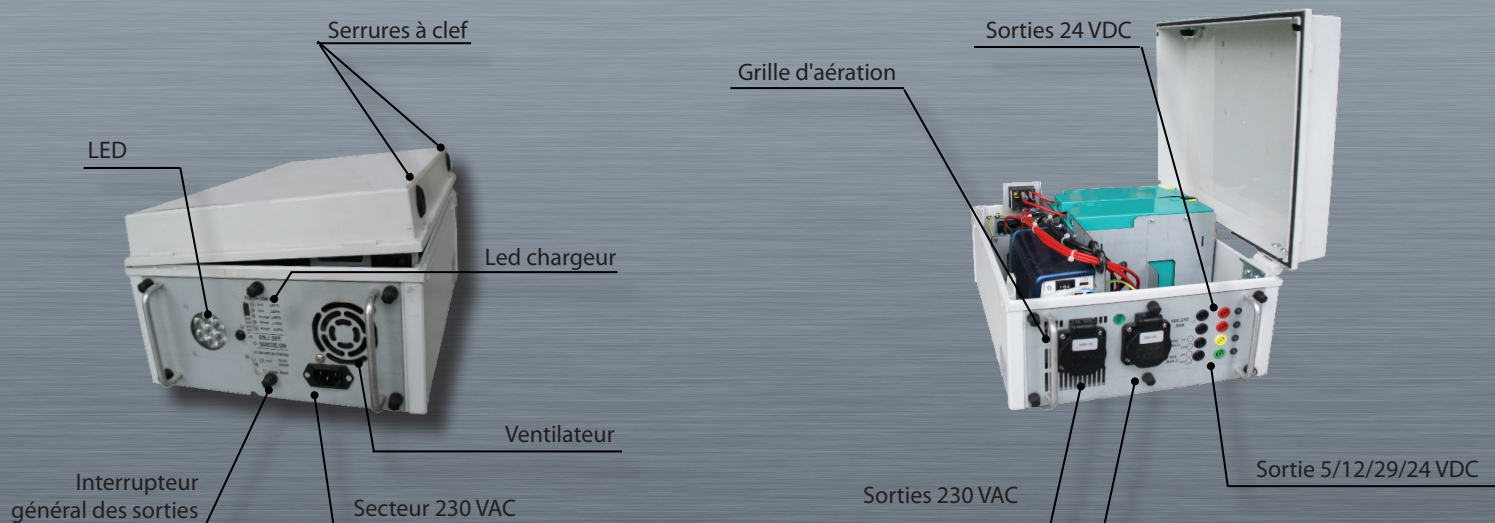 Serrures à clef
LED
Led chargeur
Ventilateur
Interrupteur
général des sorties
Secteur 230 VAC
Sorties 24 VDC
Grille d'aération
Sorties 230 VAC
Sortie 5/12/29/24 VDC